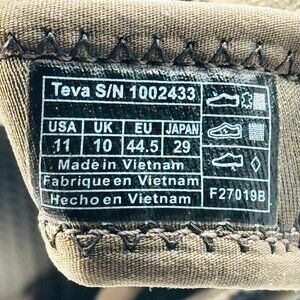 Teva S/N 1002433
USA UK EU JAPAN
11 10 44.5 29
Made in Vietnam
Fabrique en Vietnam
Hecho en Vietnam
F27019B